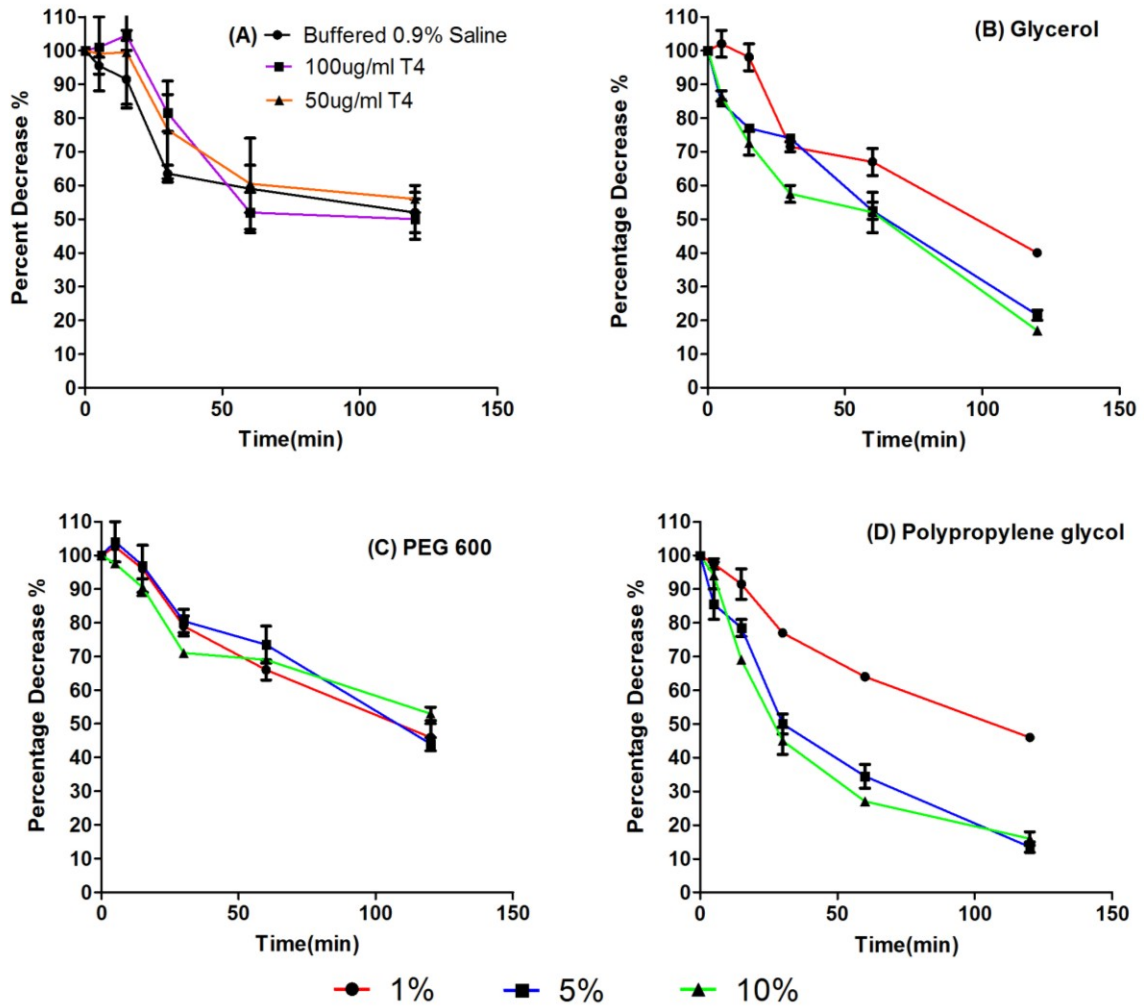 (A)
Buffered 0.9% Saline
100ug/ml T4
50ug/ml T4
Percent Decrease %
110
100
90
80
70
60
50
40
30
20
10
0
0 50 100 150
Time(min)
(B) Glycerol
Percentage Decrease %
110
100
90
80
70
60
50
40
30
20
10
0
0 50 100 150
Time(min)
(C) PEG 600
Percentage Decrease %
110
100
90
80
70
60
50
40
30
20
10
0
0 50 100 150
Time(min)
(D) Polypropylene glycol
Percentage Decrease %
110
100
90
80
70
60
50
40
30
20
10
0
0 50 100 150
Time(min)
1% 5% 10%